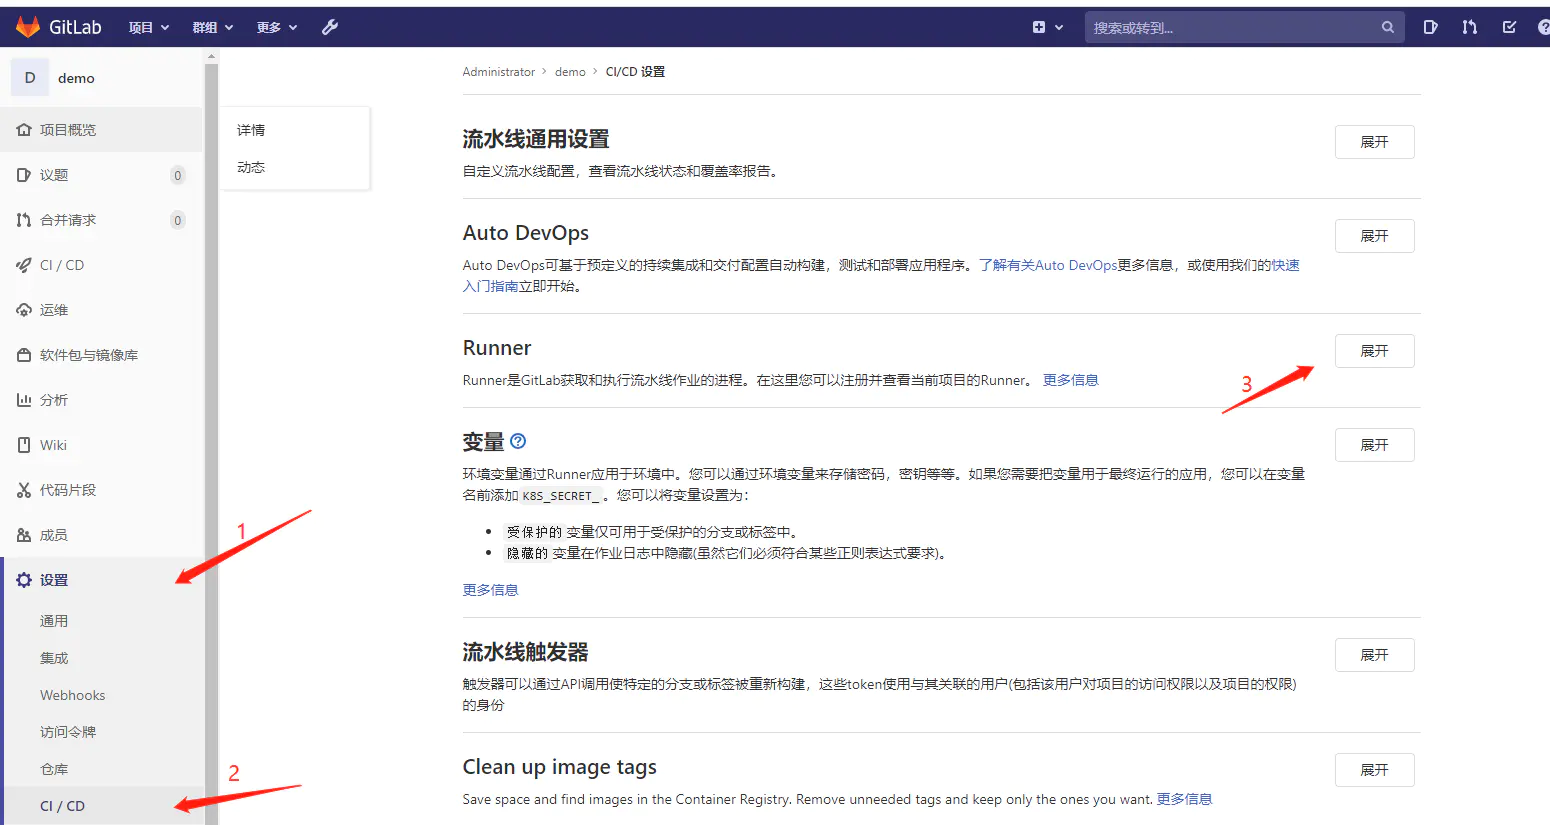 GitLab 项目 群组 更多 搜索或转到...
D demo
项目概览
议题 0
合并请求 0
CI / CD
运维
软件包与镜像库
分析
Wiki
代码片段
成员
设置
通用
集成
Webhooks
访问令牌
仓库
CI / CD
详情
动态
1
2
Administrator > demo > CI/CD 设置
流水线通用设置
展开
自定义流水线配置，查看流水线状态和覆盖率报告。
Auto DevOps
展开
Auto DevOps可基于预定义的持续集成和交付配置自动构建，测试和部署应用程序。了解有关Auto DevOps更多信息，或使用我们的快速
入门指南立即开始。
Runner
展开
Runner是GitLab获取和执行流水线作业的进程。在这里您可以注册并查看当前项目的Runner。 更多信息
3
变量 ?
展开
环境变量通过Runner应用于环境中。您可以通过环境变量来存储密码，密钥等等。如果您需要把变量用于最终运行的应用，您可以在变量
名前添加 K8S_SECRET_ 。您可以将变量设置为：
• 受保护的 变量仅可用于受保护的分支或标签中。
• 隐藏的 变量在作业日志中隐藏(虽然它们必须符合某些正则表达式要求)。
更多信息
流水线触发器
展开
触发器可以通过API调用使特定的分支或标签被重新构建，这些token使用与其关联的用户(包括该用户对项目的访问权限以及项目的权限)
的身份
Clean up image tags
展开
Save space and find images in the Container Registry. Remove unneeded tags and keep only the ones you want. 更多信息